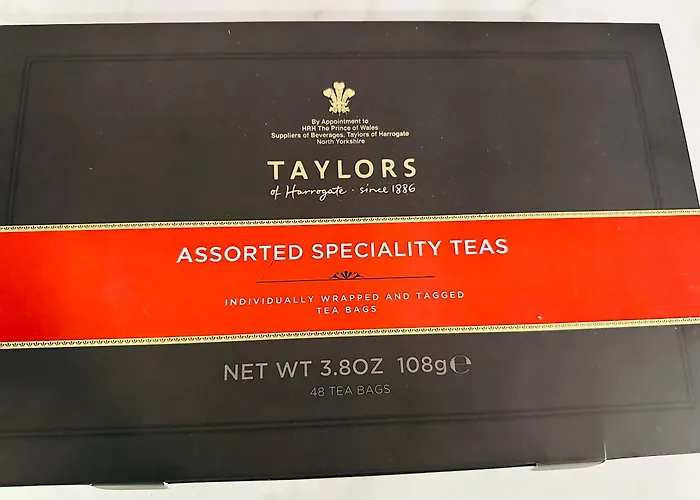 By Appointment to
HRH The Prince of Wales
Suppliers of Beverages, Taylors of Harrogate
North Yorkshire
TAYLORS
of Harrogate · since 1886
ASSORTED SPECIALITY TEAS
INDIVIDUALLY WRAPPED AND TAGGED
TEA BAGS
NET WT 3.8OZ 108g℮
48 TEA BAGS